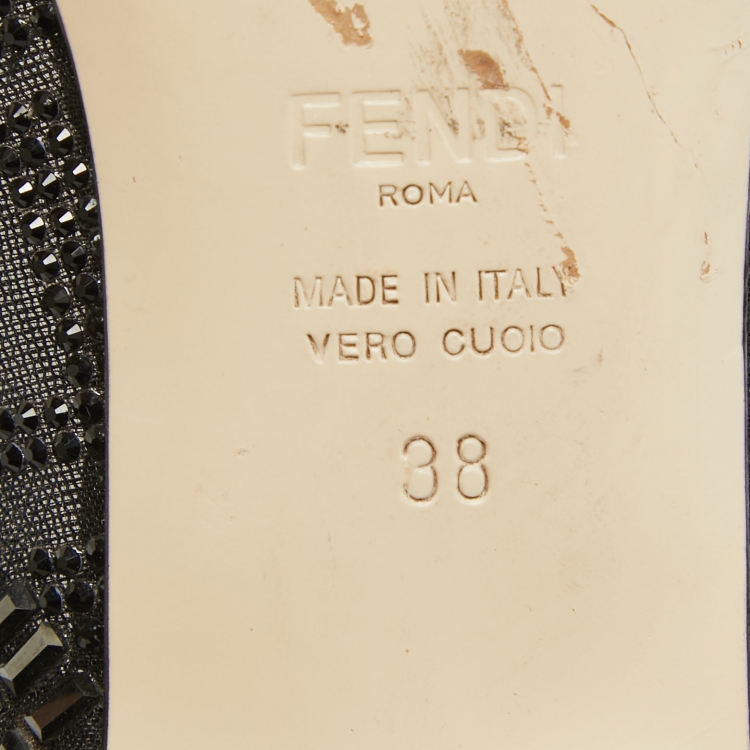 FENDI
ROMA
MADE IN ITALY
VERO CUOIO
38